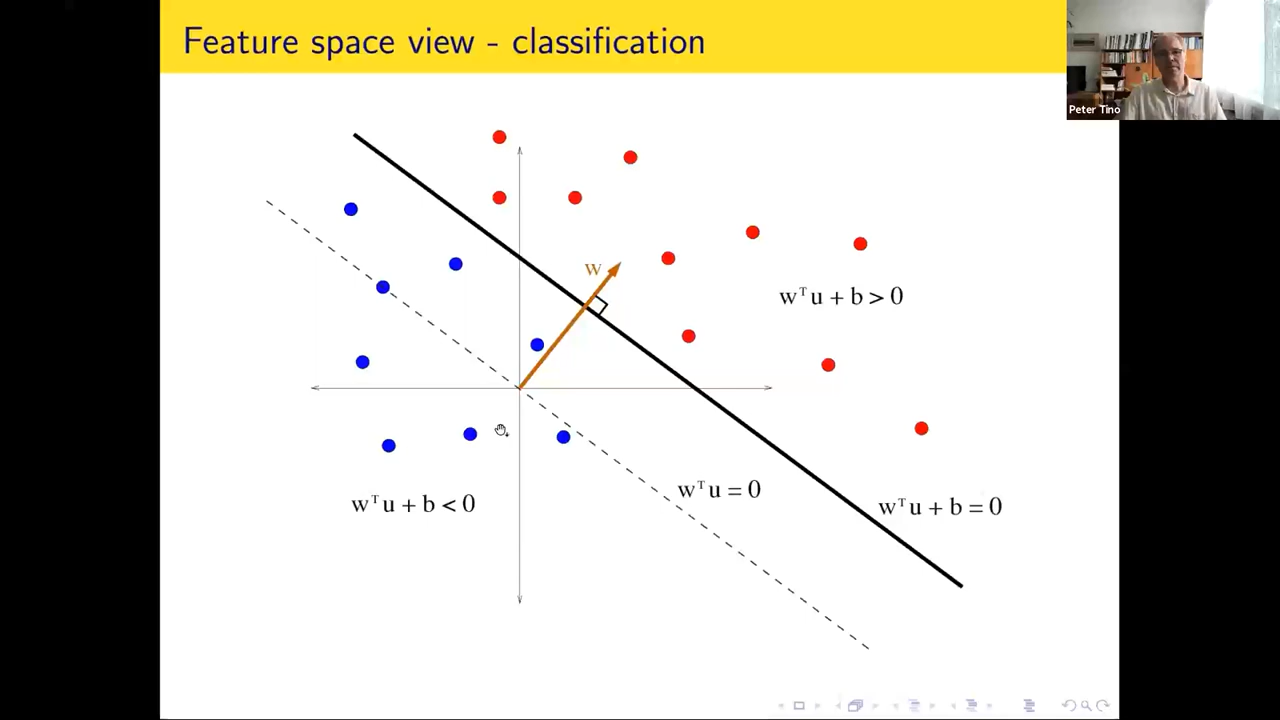 Feature space view - classification
Peter Tino
w
wᵀu + b > 0
wᵀu = 0
wᵀu + b < 0
wᵀu + b = 0